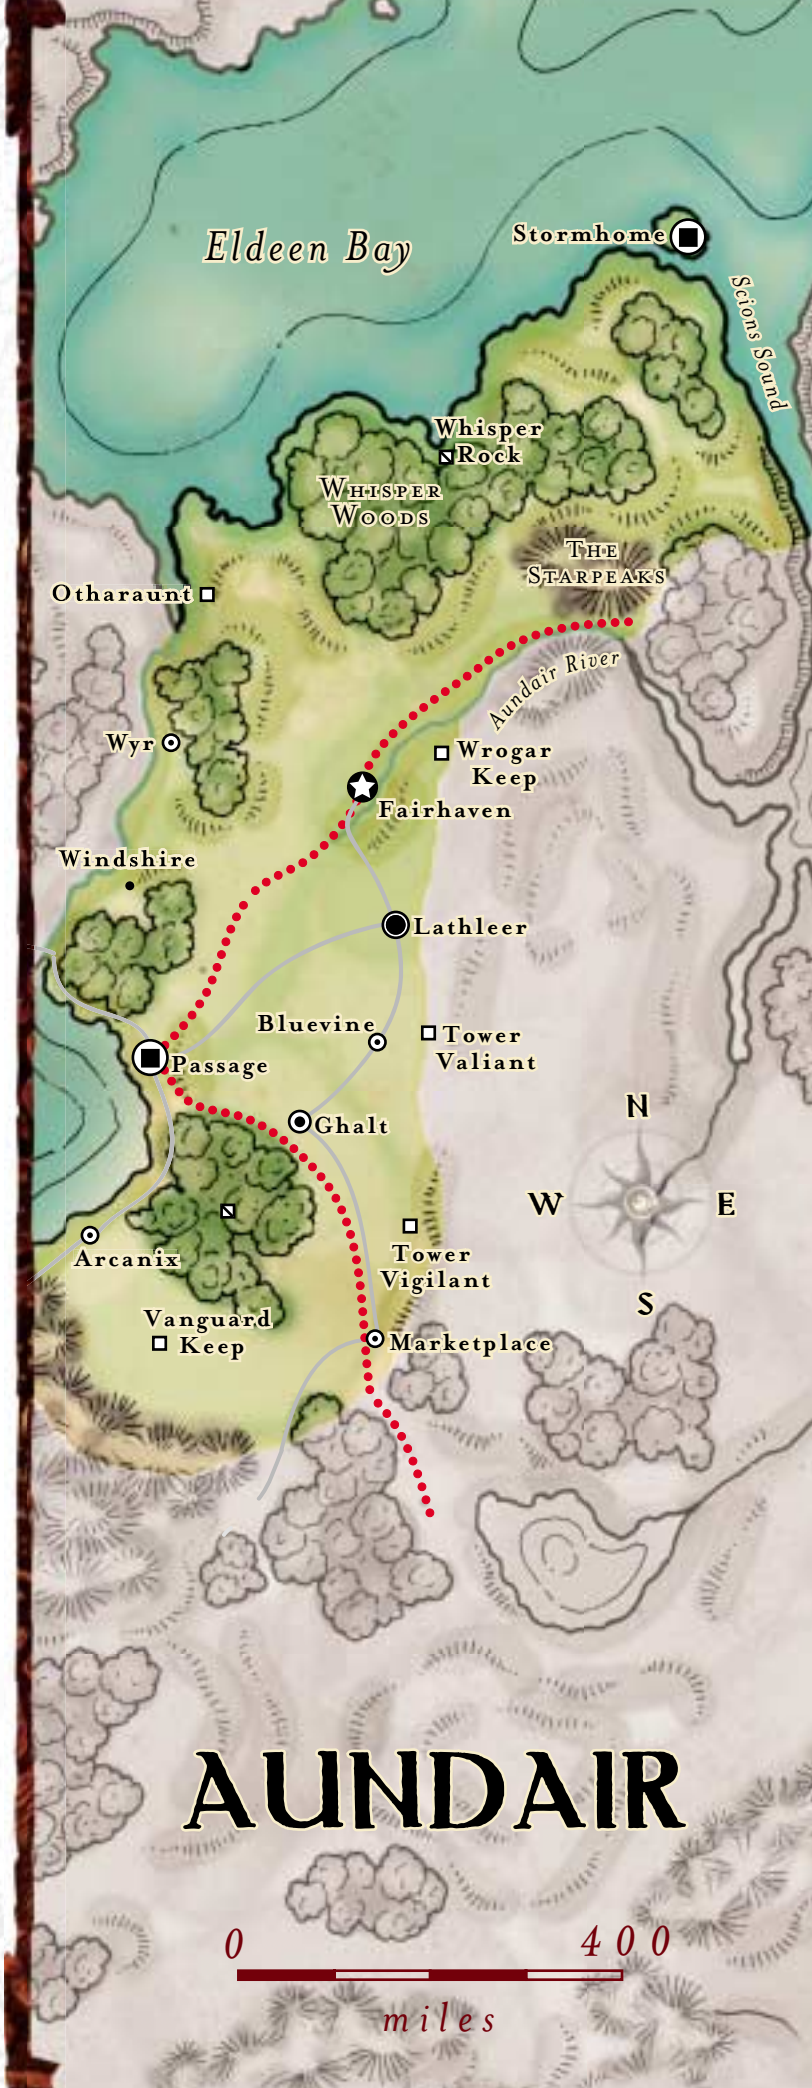 Eldeen Bay
Stormhome
Scions Sound
Whisper
Rock
Whisper
Woods
The
Starpeaks
Otharaunt
Aundair River
Wyr
Wrogar
Keep
Fairhaven
Windshire
Lathleer
Bluevine
Tower
Valiant
Passage
N
Ghalt
W
E
Arcanix
Tower
Vigilant
S
Vanguard
Keep
Marketplace
AUNDAIR
0
400
miles